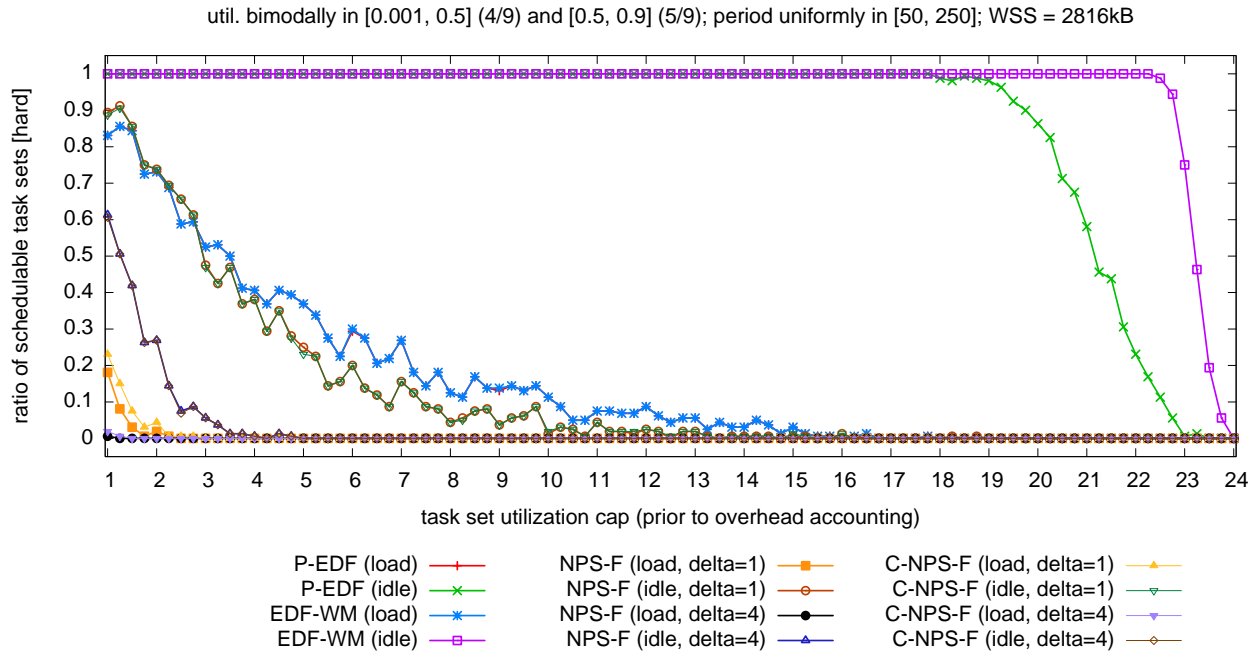 util. bimodally in [0.001, 0.5] (4/9) and [0.5, 0.9] (5/9); period uniformly in [50, 250]; WSS = 2816kB
1
0.9
0.8
0.7
0.6
0.5
0.4
0.3
0.2
0.1
0
ratio of schedulable task sets [hard]
1 2 3 4 5 6 7 8 9 10 11 12 13 14 15 16 17 18 19 20 21 22 23 24
task set utilization cap (prior to overhead accounting)
P-EDF (load)
P-EDF (idle)
EDF-WM (load)
EDF-WM (idle)
NPS-F (load, delta=1)
NPS-F (idle, delta=1)
NPS-F (load, delta=4)
NPS-F (idle, delta=4)
C-NPS-F (load, delta=1)
C-NPS-F (idle, delta=1)
C-NPS-F (load, delta=4)
C-NPS-F (idle, delta=4)